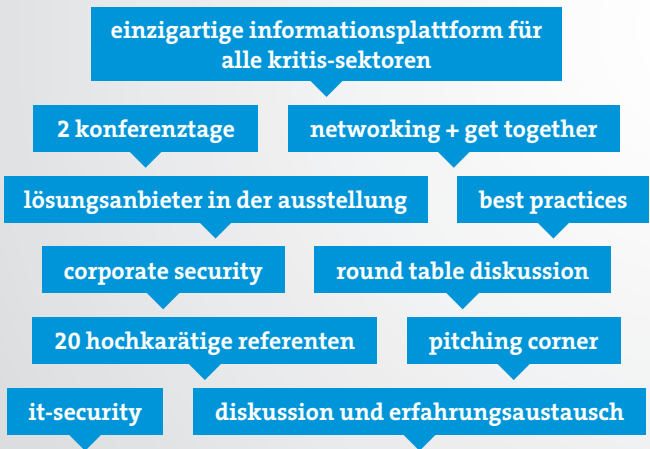 einzigartige informationsplattform für
alle kritis-sektoren
2 konferenztage
networking + get together
lösungsanbieter in der ausstellung
best practices
corporate security
round table diskussion
20 hochkarätige referenten
pitching corner
it-security
diskussion und erfahrungsaustausch